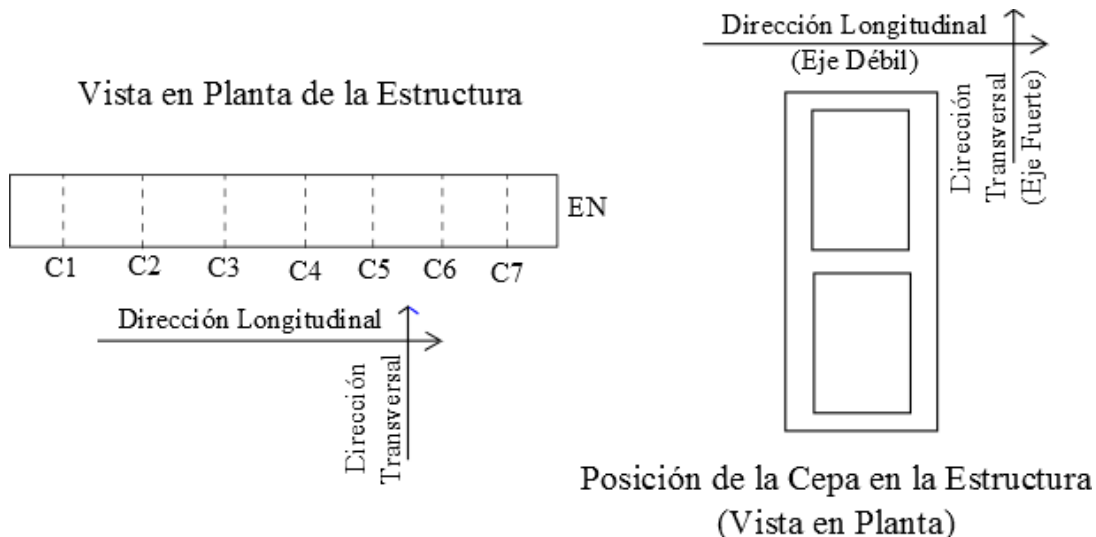 Vista en Planta de la Estructura
EN
C1 C2 C3 C4 C5 C6 C7
Dirección Longitudinal
Dirección
Transversal
Dirección Longitudinal
(Eje Débil)
Dirección
Transversal
(Eje Fuerte)
Posición de la Cepa en la Estructura
(Vista en Planta)